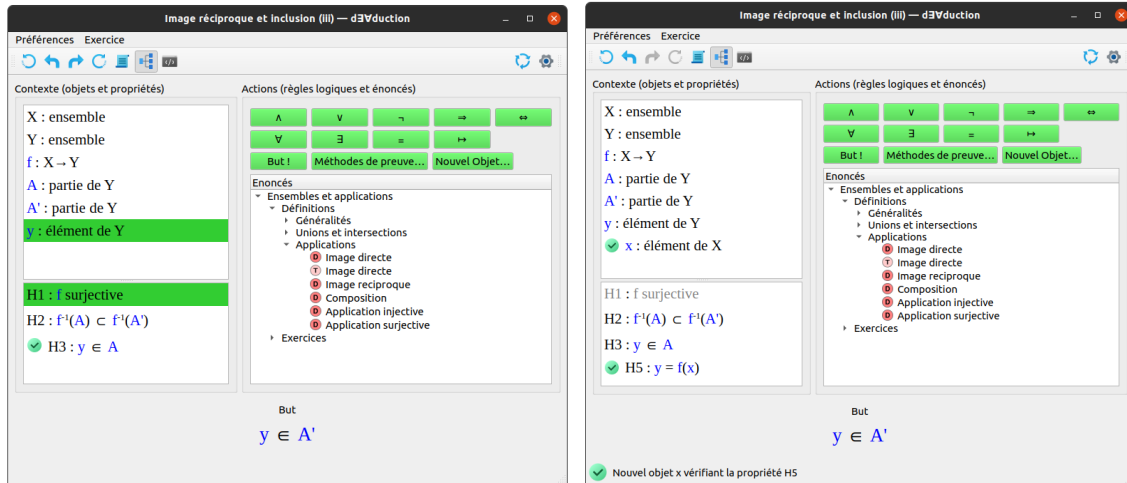 Image réciproque et inclusion (iii) — d∃∀duction
Préférences Exercice
Contexte (objets et propriétés)
X : ensemble
Y : ensemble
f : X→Y
A : partie de Y
A' : partie de Y
y : élément de Y
H1 : f surjective
H2 : f⁻¹(A) ⊂ f⁻¹(A')
H3 : y ∈ A
Actions (règles logiques et énoncés)
∧ ∨ ¬ ⇒ ⇔
∀ ∃ = ↦
But ! Méthodes de preuve... Nouvel Objet...
Enoncés
Ensembles et applications
Définitions
Généralités
Unions et intersections
Applications
D Image directe
T Image directe
D Image reciproque
D Composition
D Application injective
D Application surjective
Exercices
But
y ∈ A'
Image réciproque et inclusion (iii) — d∃∀duction
Préférences Exercice
Contexte (objets et propriétés)
X : ensemble
Y : ensemble
f : X→Y
A : partie de Y
A' : partie de Y
y : élément de Y
x : élément de X
H1 : f surjective
H2 : f⁻¹(A) ⊂ f⁻¹(A')
H3 : y ∈ A
H5 : y = f(x)
Actions (règles logiques et énoncés)
∧ ∨ ¬ ⇒ ⇔
∀ ∃ = ↦
But ! Méthodes de preuve... Nouvel Objet...
Enoncés
Ensembles et applications
Définitions
Généralités
Unions et intersections
Applications
D Image directe
T Image directe
D Image reciproque
D Composition
D Application injective
D Application surjective
Exercices
But
y ∈ A'
Nouvel objet x vérifiant la propriété H5